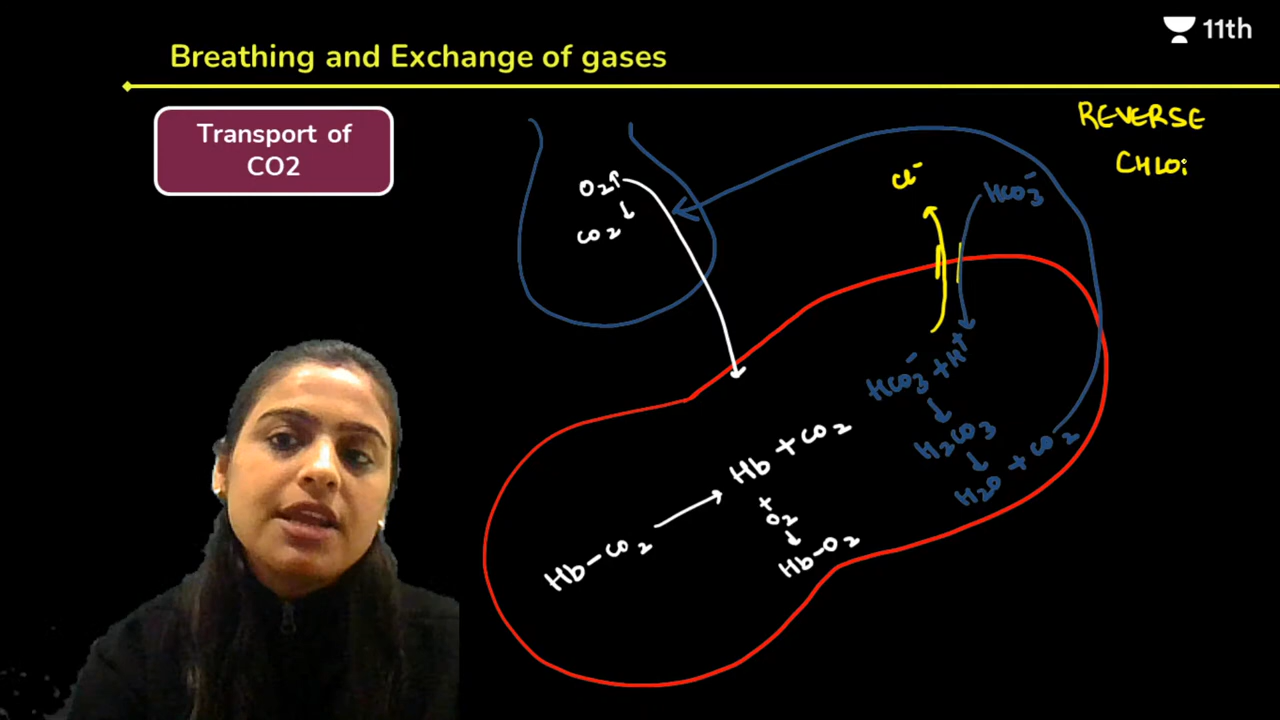 11th
Breathing and Exchange of gases
Transport of
CO2
REVERSE
CHLOi
O2↑
↓
CO2
Cl⁻
HCO3⁻
HCO3⁻ + H⁺
↓
H2CO3
↓
H2O + CO2
Hb-CO2 → Hb + CO2
+
O2
↓
Hb-O2